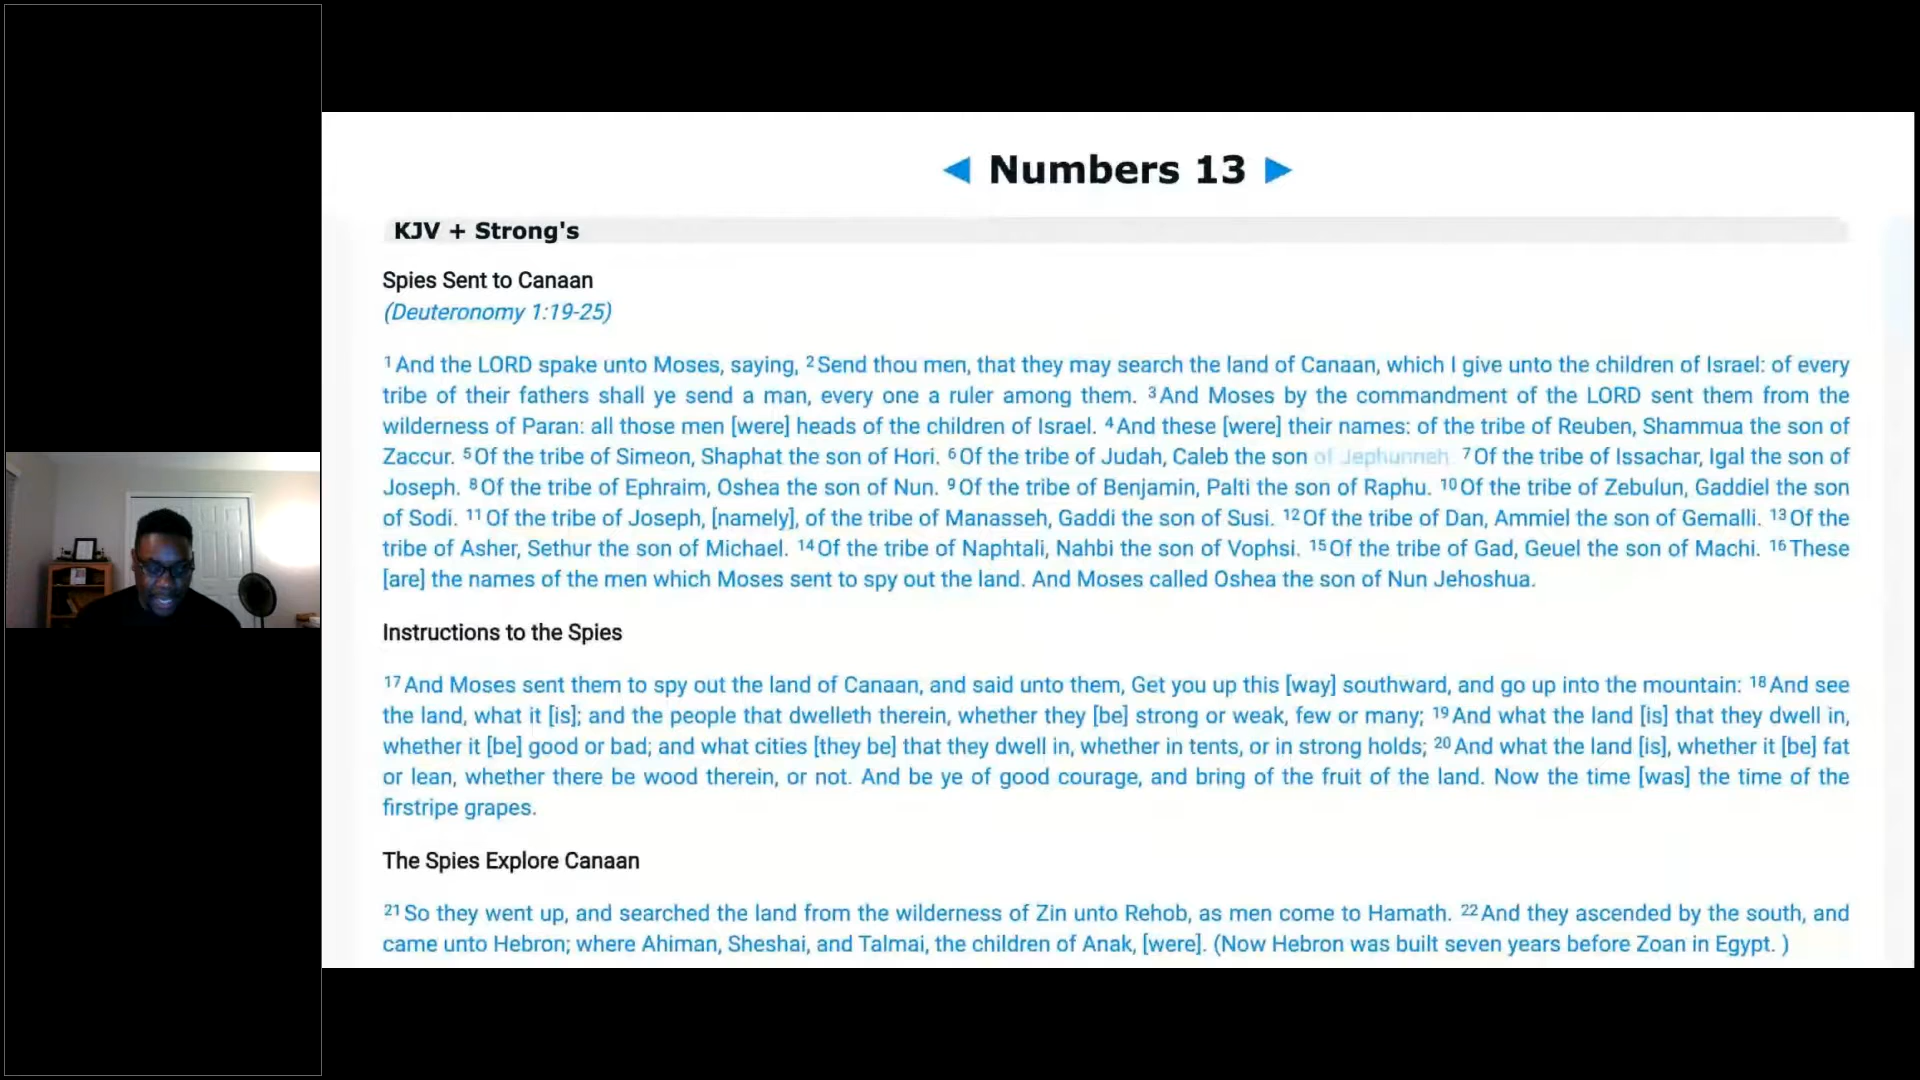 Numbers 13
KJV + Strong's
Spies Sent to Canaan
(Deuteronomy 1:19-25)
1 And the LORD spake unto Moses, saying, 2 Send thou men, that they may search the land of Canaan, which I give unto the children of Israel: of every
tribe of their fathers shall ye send a man, every one a ruler among them. 3 And Moses by the commandment of the LORD sent them from the
wilderness of Paran: all those men [were] heads of the children of Israel. 4 And these [were] their names: of the tribe of Reuben, Shammua the son of
Zaccur. 5 Of the tribe of Simeon, Shaphat the son of Hori. 6 Of the tribe of Judah, Caleb the son of Jephunneh. 7 Of the tribe of Issachar, Igal the son of
Joseph. 8 Of the tribe of Ephraim, Oshea the son of Nun. 9 Of the tribe of Benjamin, Palti the son of Raphu. 10 Of the tribe of Zebulun, Gaddiel the son
of Sodi. 11 Of the tribe of Joseph, [namely], of the tribe of Manasseh, Gaddi the son of Susi. 12 Of the tribe of Dan, Ammiel the son of Gemalli. 13 Of the
tribe of Asher, Sethur the son of Michael. 14 Of the tribe of Naphtali, Nahbi the son of Vophsi. 15 Of the tribe of Gad, Geuel the son of Machi. 16 These
[are] the names of the men which Moses sent to spy out the land. And Moses called Oshea the son of Nun Jehoshua.
Instructions to the Spies
17 And Moses sent them to spy out the land of Canaan, and said unto them, Get you up this [way] southward, and go up into the mountain: 18 And see
the land, what it [is]; and the people that dwelleth therein, whether they [be] strong or weak, few or many; 19 And what the land [is] that they dwell in,
whether it [be] good or bad; and what cities [they be] that they dwell in, whether in tents, or in strong holds; 20 And what the land [is], whether it [be] fat
or lean, whether there be wood therein, or not. And be ye of good courage, and bring of the fruit of the land. Now the time [was] the time of the
firstripe grapes.
The Spies Explore Canaan
21 So they went up, and searched the land from the wilderness of Zin unto Rehob, as men come to Hamath. 22 And they ascended by the south, and
came unto Hebron; where Ahiman, Sheshai, and Talmai, the children of Anak, [were]. (Now Hebron was built seven years before Zoan in Egypt. )